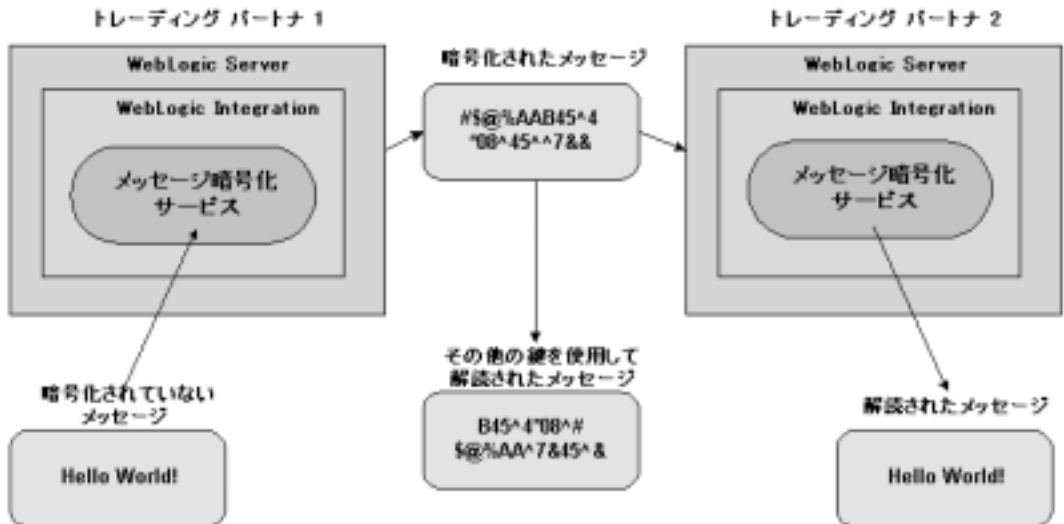 トレーディング パートナ 1
WebLogic Server
WebLogic Integration
メッセージ暗号化
サービス
暗号化されていない
メッセージ
Hello World!
暗号化されたメッセージ
#$@%AAB45^4
"08^45^^7&&
その他の鍵を使用して
解読されたメッセージ
B45^4"08^#
$@%AA^7&45^&
トレーディング パートナ 2
WebLogic Server
WebLogic Integration
メッセージ暗号化
サービス
解読されたメッセージ
Hello World!